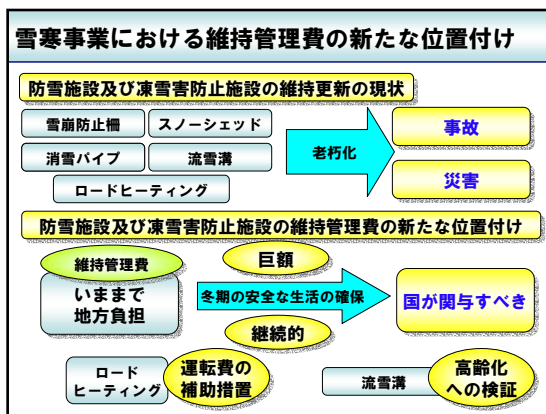 雪寒事業における維持管理費の新たな位置付け
防雪施設及び凍雪害防止施設の維持更新の現状
雪崩防止柵
スノーシェッド
消雪パイプ
流雪溝
ロードヒーティング
老朽化
事故
災害
防雪施設及び凍雪害防止施設の維持管理費の新たな位置付け
維持管理費
いままで
地方負担
巨額
冬期の安全な生活の確保
継続的
国が関与すべき
ロード
ヒーティング
運転費の
補助措置
流雪溝
高齢化
への検証